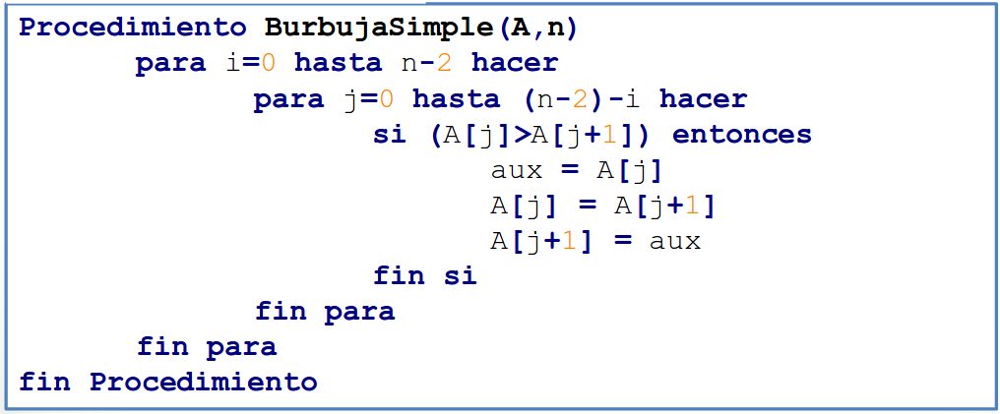 Procedimiento BurbujaSimple(A,n)
para i=0 hasta n-2 hacer
para j=0 hasta (n-2)-i hacer
si (A[j]>A[j+1]) entonces
aux = A[j]
A[j] = A[j+1]
A[j+1] = aux
fin si
fin para
fin para
fin Procedimiento